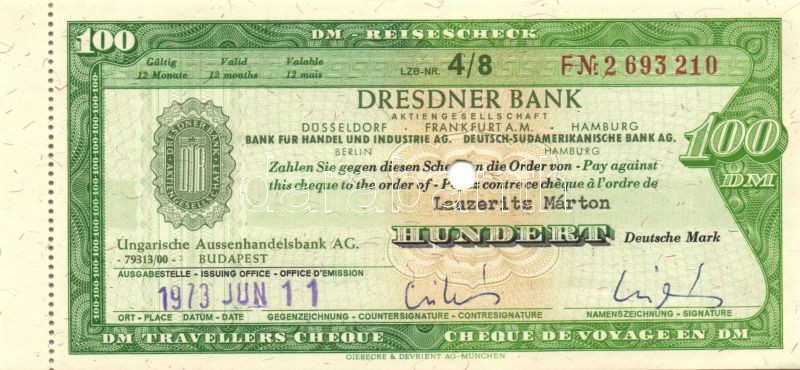 100 DM - REISESCHECK
Gültig Valid Valable
12 Monate 12 months 12 mois
LZB-NR. 4/8
F.№ 2 693 210
DRESDNER BANK
AKTIENGESELLSCHAFT
DÜSSELDORF · FRANKFURT A.M. · HAMBURG
BANK FÜR HANDEL UND INDUSTRIE AG. DEUTSCH-SÜDAMERIKANISCHE BANK AG.
BERLIN HAMBURG
100 DM
DRESDNER BANK
AKTIENGESELLSCHAFT
Zahlen Sie gegen diesen die Order von - Pay against
this cheque to the order of - contre ce chèque à l'ordre de
Lauzerits Márton
HUNDERT Deutsche Mark
Ungarische Aussenhandelsbank AG.
- 79313/00 - BUDAPEST
AUSGABESTELLE - ISSUING OFFICE - OFFICE D'EMISSION
1973 JUN 11
ORT - PLACE DATUM - DATE GEGENZEICHNUNG - COUNTERSIGNATURE - CONTRESIGNATURE NAMENSZEICHNUNG - SIGNATURE
DM TRAVELLERS CHEQUE CHEQUE DE VOYAGE EN DM
GIESECKE & DEVRIENT AG · MÜNCHEN